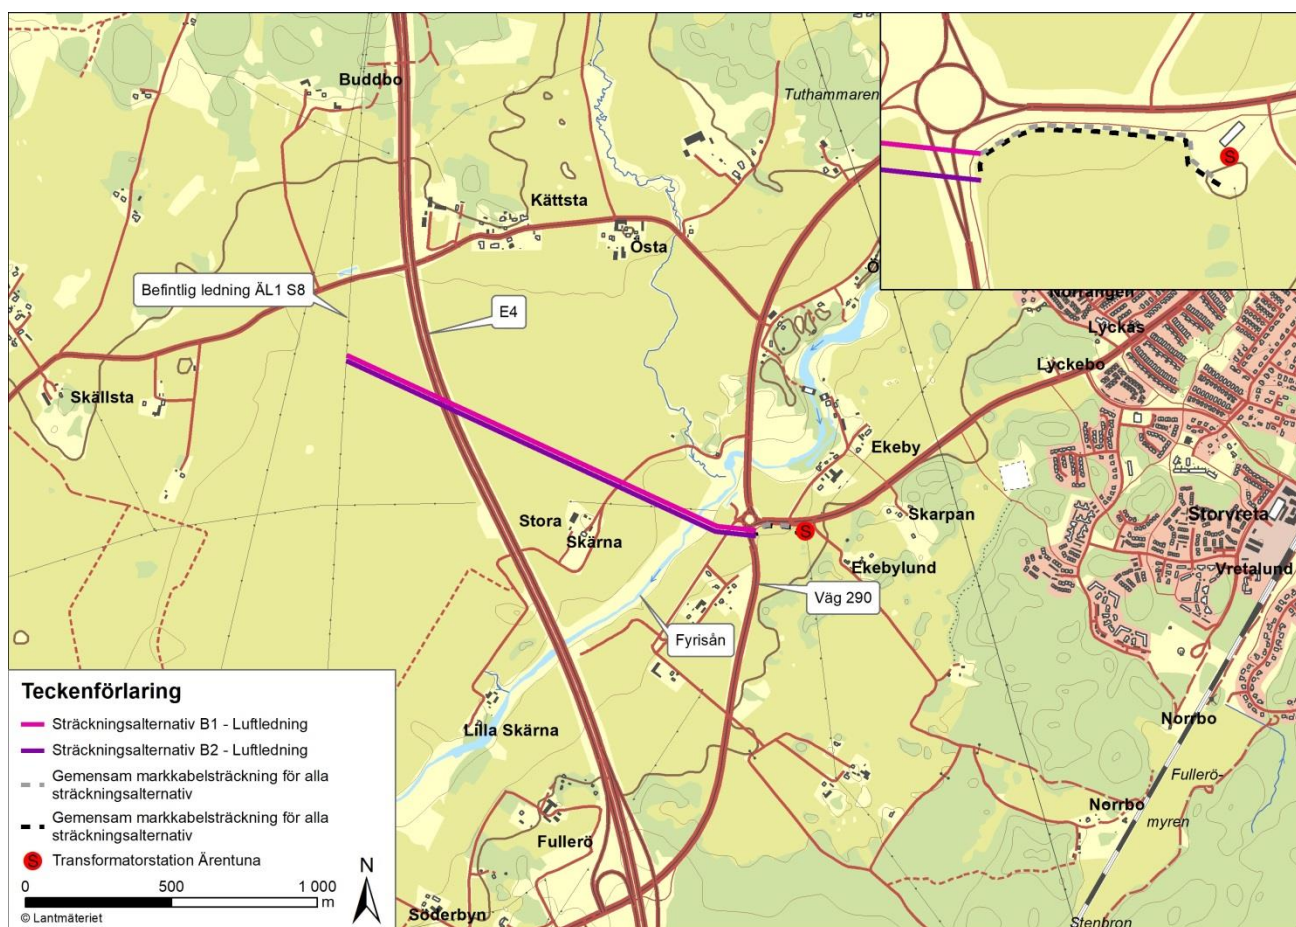 Buddbo
Tuthammaren
Kättsta
Östa
Befintlig ledning ÄL1 S8
E4
Norrängen
Lyckås
Lyckebo
Skällsta
Ekeby
Stora
Skärna
Skarpan
Storvreta
Ekebylund
Vretalund
Väg 290
Fyrisån
S
S
Teckenförlaring
Sträckningsalternativ B1 - Luftledning
Sträckningsalternativ B2 - Luftledning
Gemensam markkabelsträckning för alla
sträckningsalternativ
Gemensam markkabelsträckning för alla
sträckningsalternativ
S Transformatorstation Ärentuna
N
0 500 1 000
m
© Lantmäteriet
Lilla Skärna
Norrbo
Fullerö-
myren
Norrbo
Fullerö
Söderbyn
Stenbron